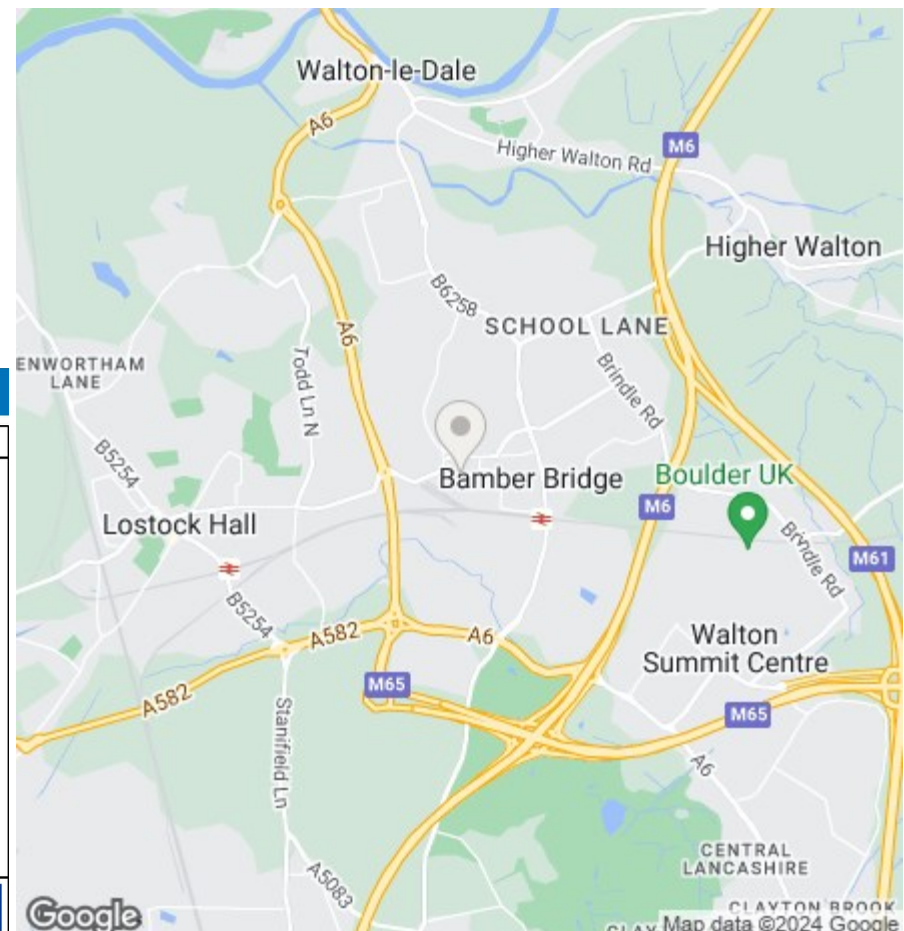 Walton-le-Dale
A6
Higher Walton Rd
M6
Higher Walton
B6258
SCHOOL LANE
A6
ENWORTHAM
LANE
Todd Ln N
Brindle Rd
B5254
Bamber Bridge
Boulder UK
M6
Lostock Hall
Brindle Rd
M61
B5254
A582
A6
Walton
Summit Centre
A582
M65
M65
Stanifield Ln
A6
A5083
CENTRAL
LANCASHIRE
CLAYTON BROOK
Google
Map data ©2024 Google